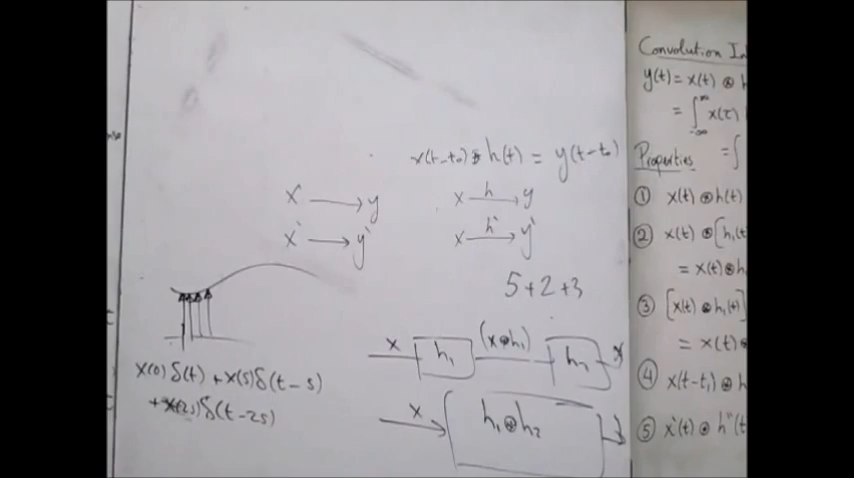 x(t-t₀) ⊛ h(t) = y(t-t₀)
x → y
x` → y`
x —h→ y
x —h`→ y`
5+2+3
x h₁ (x⊛h₁)
x h₁⊛h₂
x(0)δ(t) + x(s)δ(t-s)
+ x(2s)δ(t-2s)
Convolution
y(t) = x(t) ⊛
= ∫ x(τ)
= ∫
Properties
① x(t) ⊛ h(t)
② x(t) ⊛ [h₁(t
= x(t)⊛h
③ [x(t) ⊛ h₁(t)]
= x(t) ⊛
④ x(t-t₁) ⊛ h
⑤ x`(t) ⊛ h"(t